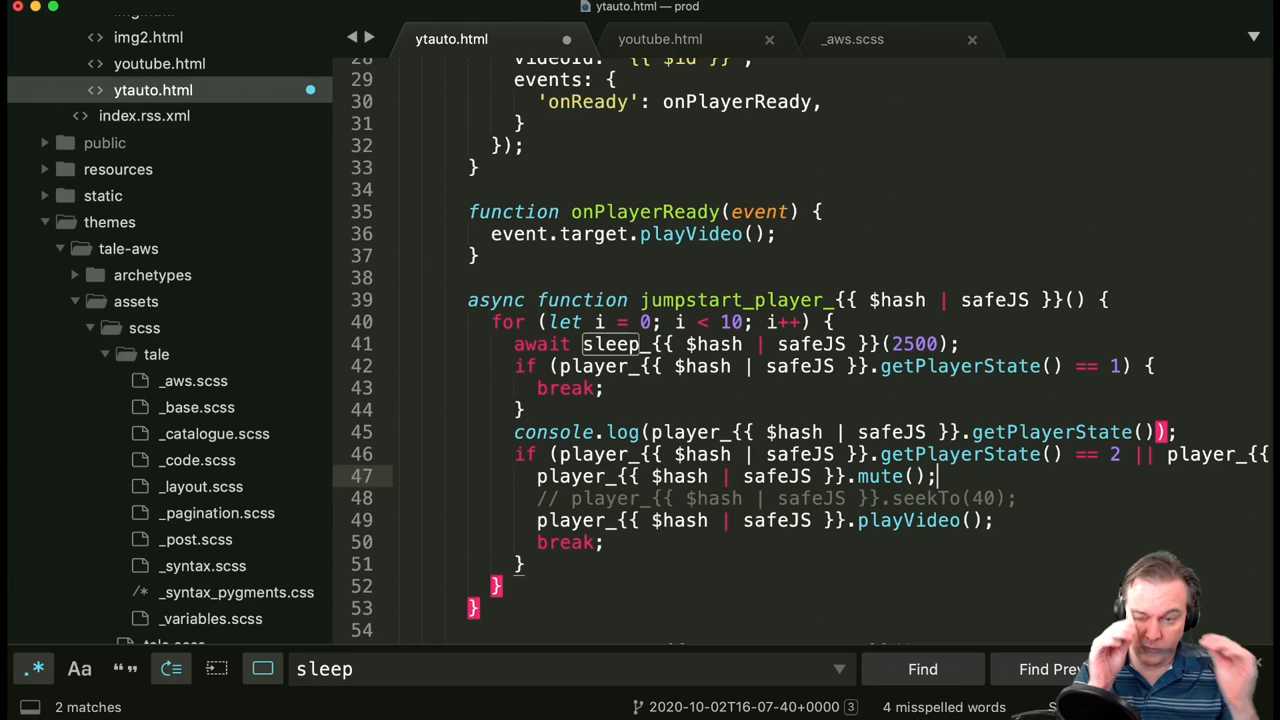 ytauto.html — prod
img2.html
youtube.html
ytauto.html
index.rss.xml
public
resources
static
themes
tale-aws
archetypes
assets
scss
tale
_aws.scss
_base.scss
_catalogue.scss
_code.scss
_layout.scss
_pagination.scss
_post.scss
_syntax.scss
/* _syntax_pygments.css
_variables.scss
ytauto.html
youtube.html
_aws.scss
28 videoId: "{{ $id }}",
29 events: {
30 'onReady': onPlayerReady,
31 }
32 });
33 }
34
35 function onPlayerReady(event) {
36 event.target.playVideo();
37 }
38
39 async function jumpstart_player_{{ $hash | safeJS }}() {
40 for (let i = 0; i < 10; i++) {
41 await sleep_{{ $hash | safeJS }}(2500);
42 if (player_{{ $hash | safeJS }}.getPlayerState() == 1) {
43 break;
44 }
45 console.log(player_{{ $hash | safeJS }}.getPlayerState());
46 if (player_{{ $hash | safeJS }}.getPlayerState() == 2 || player_{{
47 player_{{ $hash | safeJS }}.mute();
48 // player_{{ $hash | safeJS }}.seekTo(40);
49 player_{{ $hash | safeJS }}.playVideo();
50 break;
51 }
52 }
53 }
54
.* Aa “” sleep Find Find Prev
2 matches
2020-10-02T16-07-40+0000 3
4 misspelled words